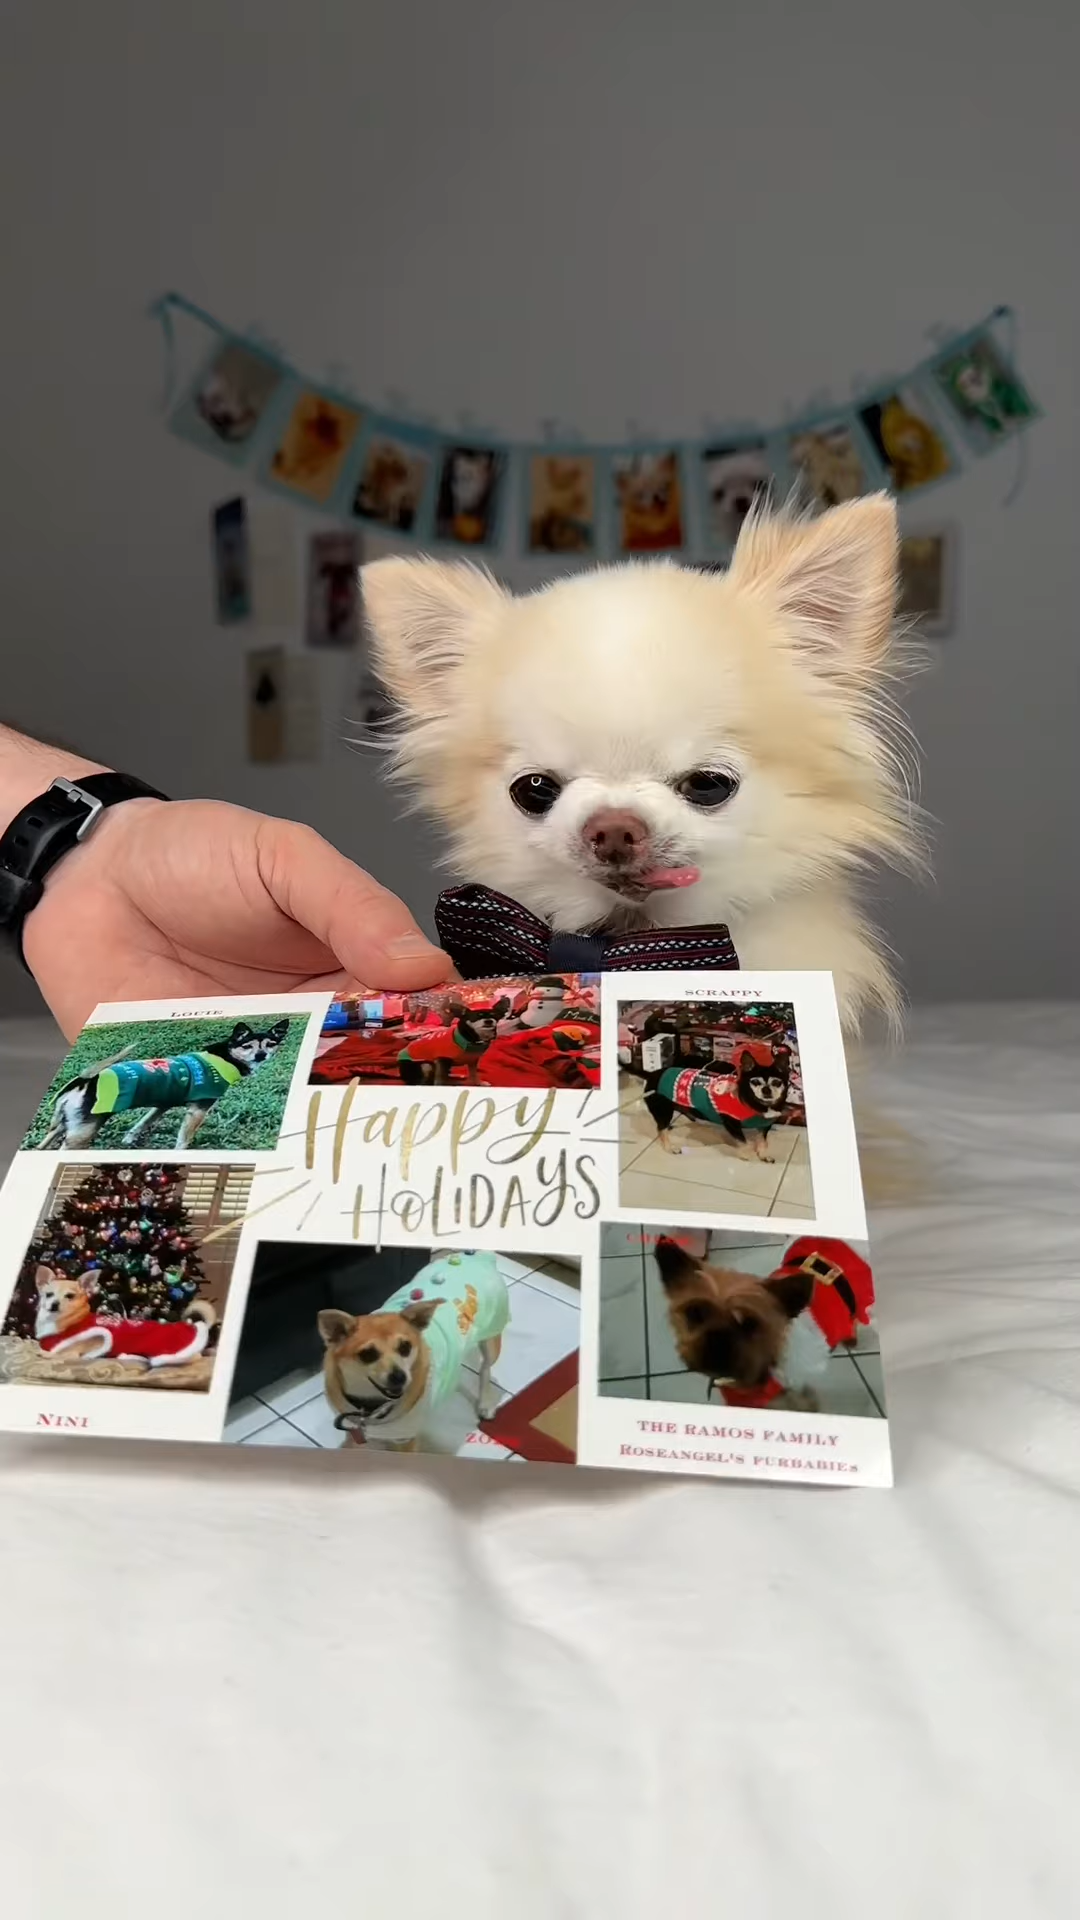 LOUIE
SCRAPPY
Happy
HOLIDAYS
NINI
THE RAMOS FAMILY
ROSEANGEL'S FURBABIES